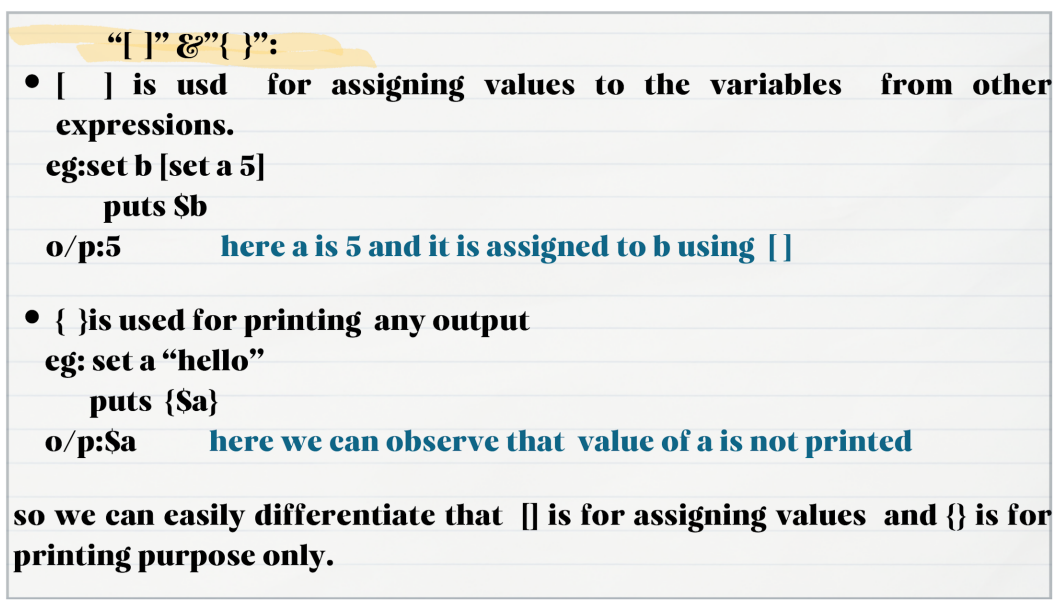 “[ ]” &”{ }”:
• [ ] is usd for assigning values to the variables from other
expressions.
eg:set b [set a 5]
puts $b
o/p:5 here a is 5 and it is assigned to b using [ ]
• { }is used for printing any output
eg: set a “hello”
puts {$a}
o/p:$a here we can observe that value of a is not printed
so we can easily differentiate that [] is for assigning values and {} is for
printing purpose only.